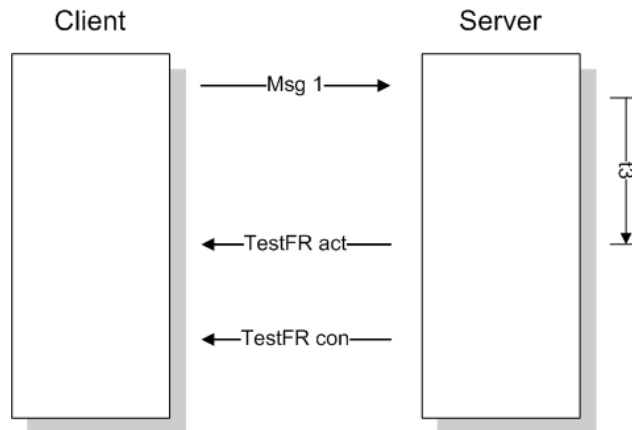 Client
Server
Msg 1
t3
TestFR act
TestFR con